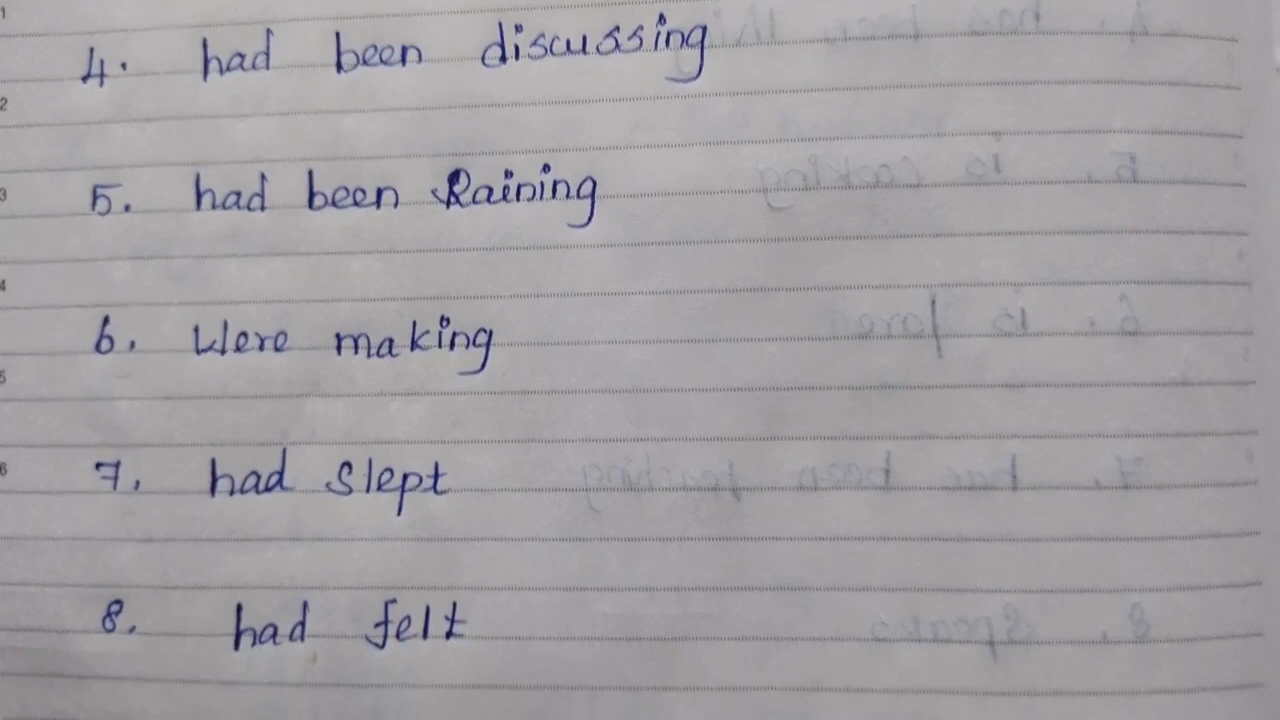 4. had been discussing
5. had been Raining
6. Were making
7. had slept
8. had felt